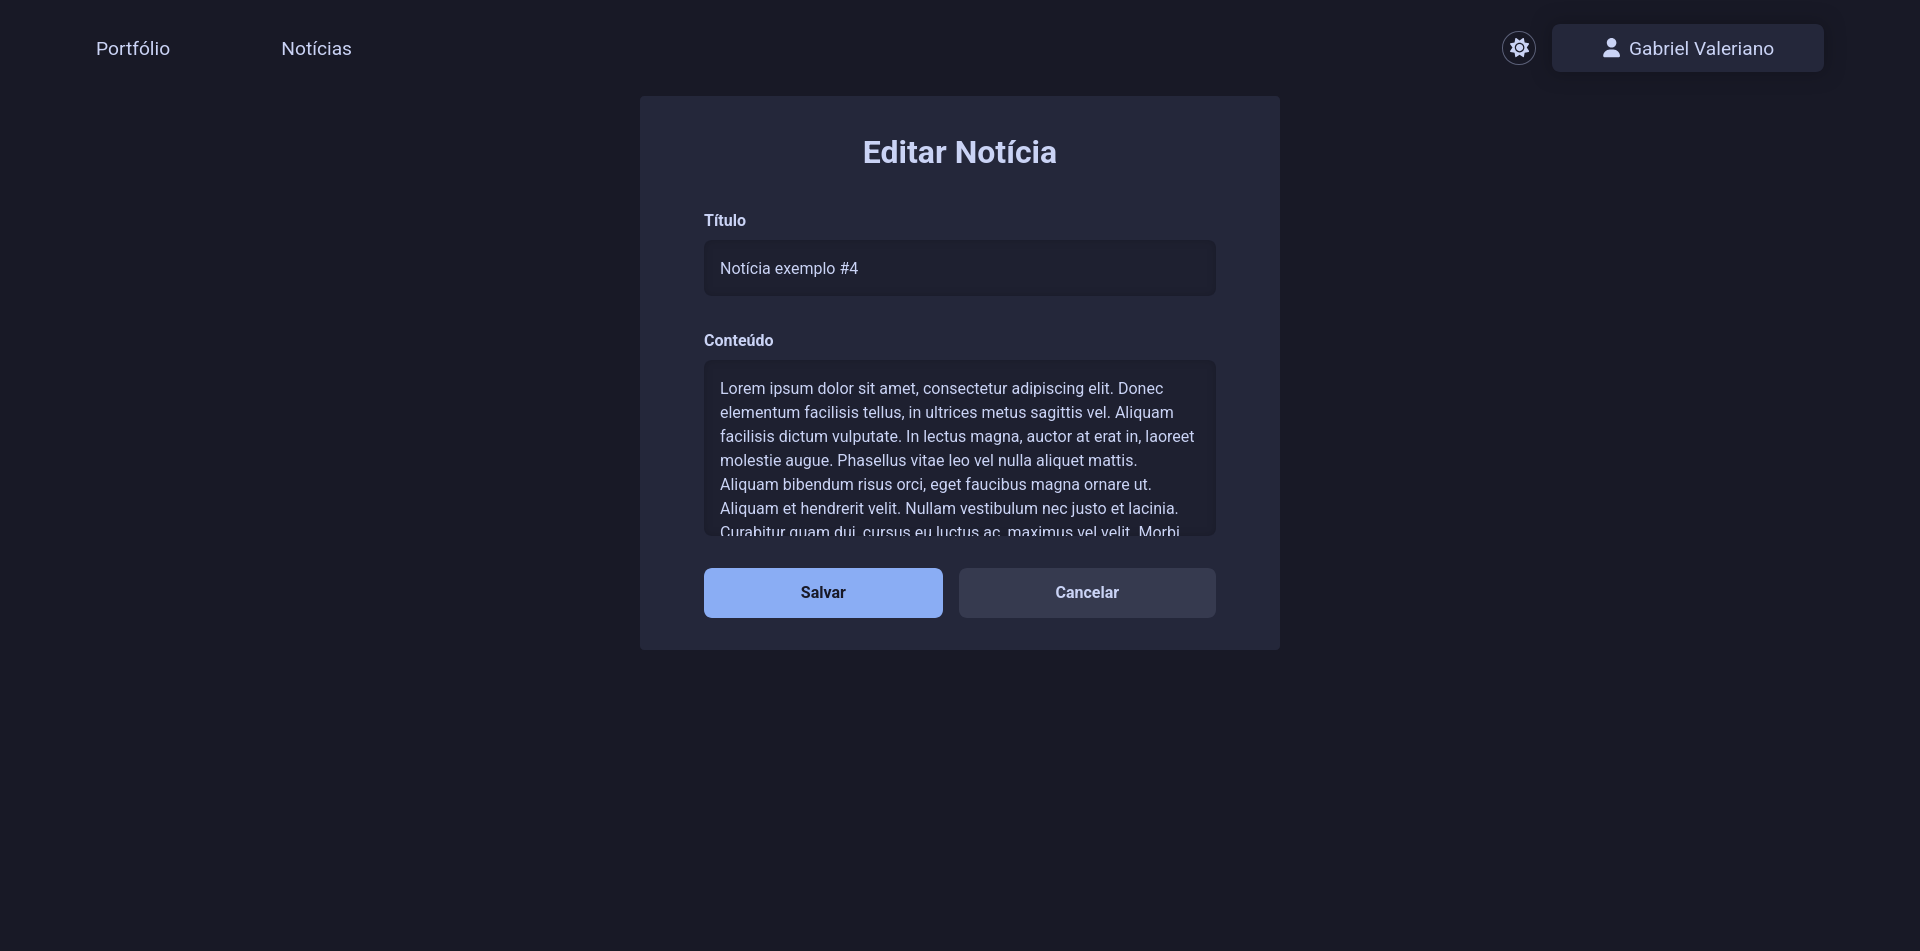 Portfólio
Notícias
Gabriel Valeriano
Editar Notícia
Título
Notícia exemplo #4
Conteúdo
Lorem ipsum dolor sit amet, consectetur adipiscing elit. Donec
elementum facilisis tellus, in ultrices metus sagittis vel. Aliquam
facilisis dictum vulputate. In lectus magna, auctor at erat in, laoreet
molestie augue. Phasellus vitae leo vel nulla aliquet mattis.
Aliquam bibendum risus orci, eget faucibus magna ornare ut.
Aliquam et hendrerit velit. Nullam vestibulum nec justo et lacinia.
Curabitur quam dui, cursus eu luctus ac, maximus vel velit. Morbi
Salvar
Cancelar